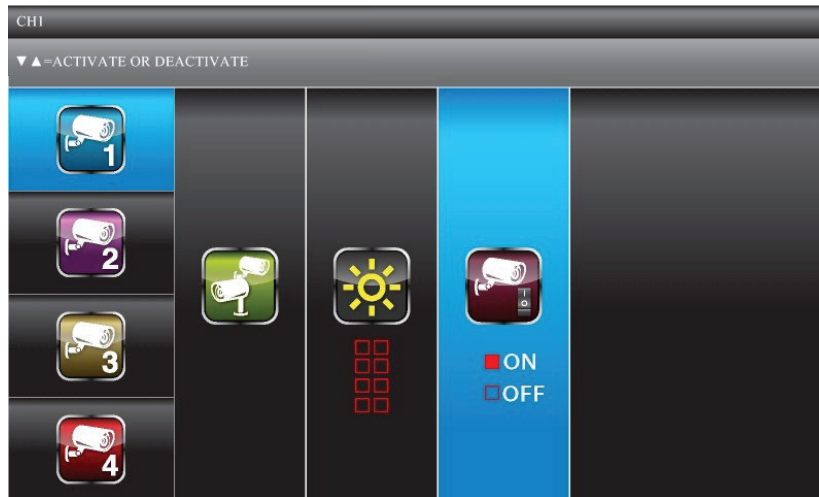 CH1
▼▲=ACTIVATE OR DEACTIVATE
1
2
3
4
ON
OFF